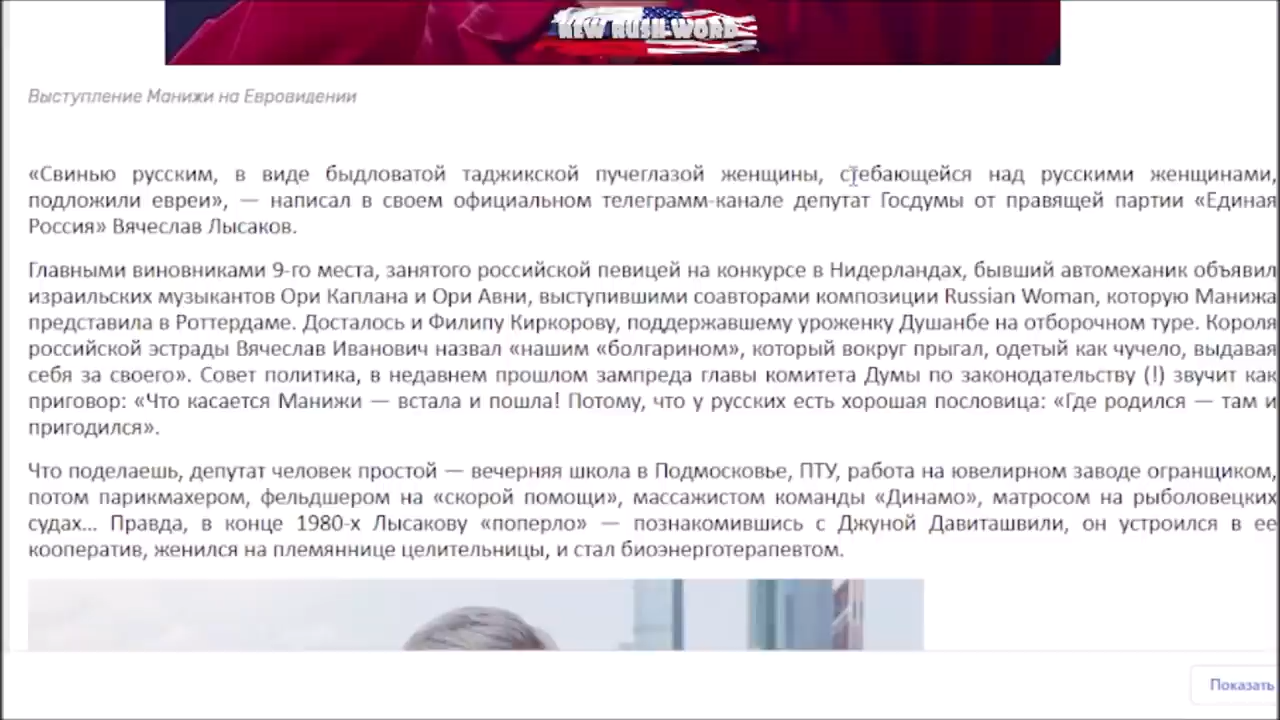 NEW RUSH WORD
Выступление Манижи на Евровидении
«Свинью русским, в виде быдловатой таджикской пучеглазой женщины, стебающейся над русскими женщинами,
подложили евреи», — написал в своем официальном телеграмм-канале депутат Госдумы от правящей партии «Единая
Россия» Вячеслав Лысаков.
Главными виновниками 9-го места, занятого российской певицей на конкурсе в Нидерландах, бывший автомеханик объявил
израильских музыкантов Ори Каплана и Ори Авни, выступившими соавторами композиции Russian Woman, которую Манижа
представила в Роттердаме. Досталось и Филипу Киркорову, поддержавшему уроженку Душанбе на отборочном туре. Короля
российской эстрады Вячеслав Иванович назвал «нашим «болгарином», который вокруг прыгал, одетый как чучело, выдавая
себя за своего». Совет политика, в недавнем прошлом зампреда главы комитета Думы по законодательству (!) звучит как
приговор: «Что касается Манижи — встала и пошла! Потому, что у русских есть хорошая пословица: «Где родился — там и
пригодился».
Что поделаешь, депутат человек простой — вечерняя школа в Подмосковье, ПТУ, работа на ювелирном заводе огранщиком,
потом парикмахером, фельдшером на «скорой помощи», массажистом команды «Динамо», матросом на рыболовецких
судах... Правда, в конце 1980-х Лысакову «поперло» — познакомившись с Джуной Давиташвили, он устроился в ее
кооператив, женился на племяннице целительницы, и стал биоэнерготерапевтом.
Показать